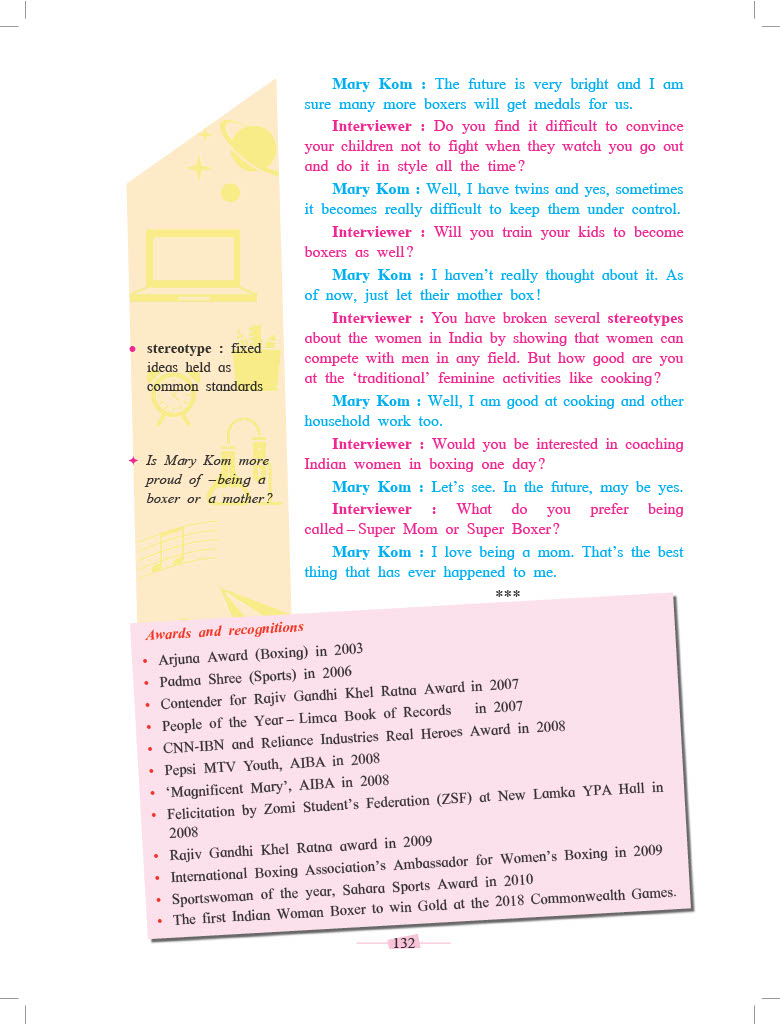 Mary Kom : The future is very bright and I am
sure many more boxers will get medals for us.
Interviewer : Do you find it difficult to convince
your children not to fight when they watch you go out
and do it in style all the time?
Mary Kom : Well, I have twins and yes, sometimes
it becomes really difficult to keep them under control.
Interviewer : Will you train your kids to become
boxers as well?
Mary Kom : I haven't really thought about it. As
of now, just let their mother box!
Interviewer : You have broken several stereotypes
about the women in India by showing that women can
compete with men in any field. But how good are you
at the 'traditional' feminine activities like cooking?
Mary Kom : Well, I am good at cooking and other
household work too.
Interviewer : Would you be interested in coaching
Indian women in boxing one day?
Mary Kom : Let's see. In the future, may be yes.
Interviewer : What do you prefer being
called – Super Mom or Super Boxer?
Mary Kom : I love being a mom. That's the best
thing that has ever happened to me.
***
• stereotype : fixed
ideas held as
common standards
✦ Is Mary Kom more
proud of – being a
boxer or a mother?
Awards and recognitions
• Arjuna Award (Boxing) in 2003
• Padma Shree (Sports) in 2006
• Contender for Rajiv Gandhi Khel Ratna Award in 2007
• People of the Year – Limca Book of Records in 2007
• CNN-IBN and Reliance Industries Real Heroes Award in 2008
• Pepsi MTV Youth, AIBA in 2008
• 'Magnificent Mary', AIBA in 2008
• Felicitation by Zomi Student's Federation (ZSF) at New Lamka YPA Hall in
2008
• Rajiv Gandhi Khel Ratna award in 2009
• International Boxing Association's Ambassador for Women's Boxing in 2009
• Sportswoman of the year, Sahara Sports Award in 2010
• The first Indian Woman Boxer to win Gold at the 2018 Commonwealth Games.
132